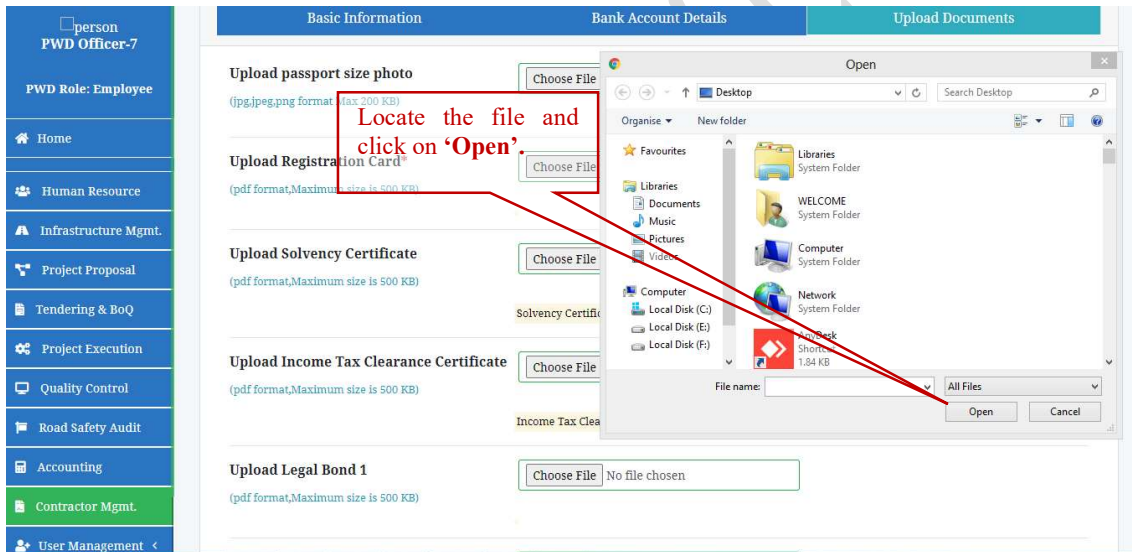 person
PWD Officer-7
PWD Role: Employee
Home
Human Resource
Infrastructure Mgmt.
Project Proposal
Tendering & BoQ
Project Execution
Quality Control
Road Safety Audit
Accounting
Contractor Mgmt.
User Management <
Basic Information
Bank Account Details
Upload Documents
Upload passport size photo
(jpg,jpeg,png format Max 200 KB)
Choose File
Locate the file and
click on ‘Open’.
Upload Registration Card*
(pdf format,Maximum size is 500 KB)
Choose File
Upload Solvency Certificate
(pdf format,Maximum size is 500 KB)
Choose File
Solvency Certific
Upload Income Tax Clearance Certificate
(pdf format,Maximum size is 500 KB)
Choose File
Income Tax Clea
Upload Legal Bond 1
(pdf format,Maximum size is 500 KB)
Choose File No file chosen
Open
Desktop
Search Desktop
Organise
New folder
Favourites
Libraries
Documents
Music
Pictures
Videos
Computer
Local Disk (C:)
Local Disk (E:)
Local Disk (F:)
Libraries
System Folder
WELCOME
System Folder
Computer
System Folder
Network
System Folder
AnyDesk
Shortcut
1.84 KB
File name:
All Files
Open
Cancel